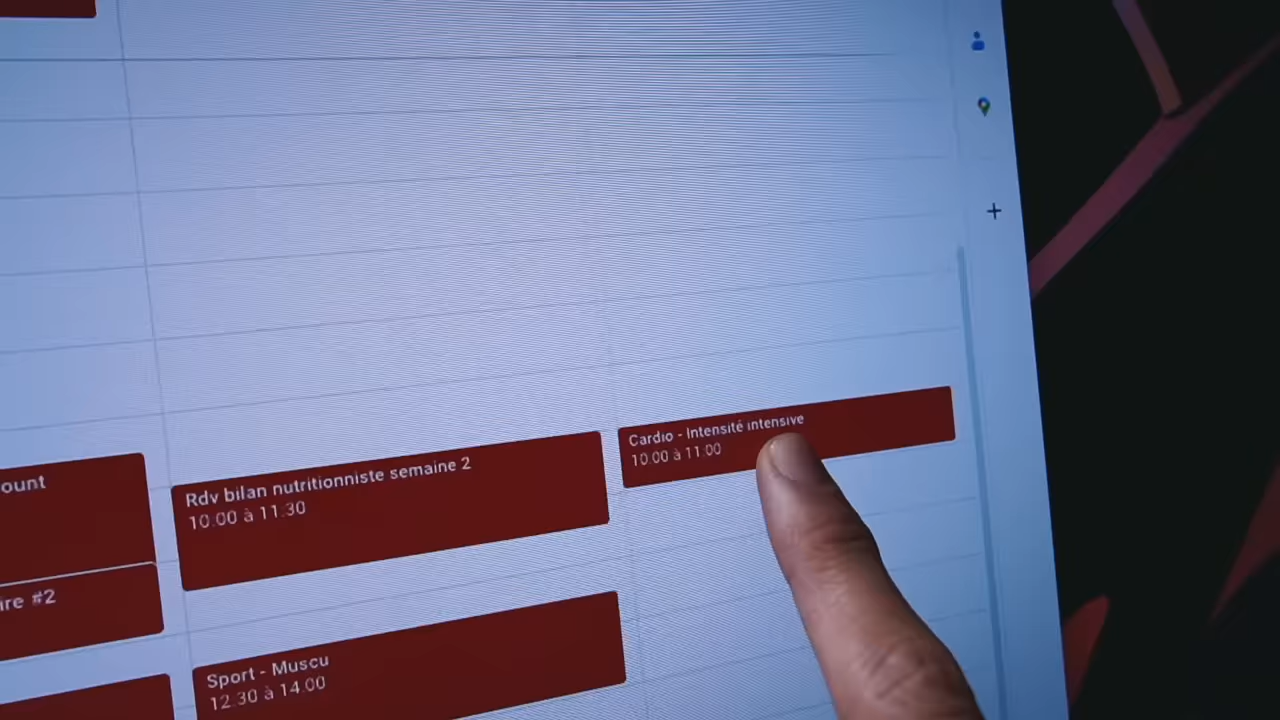 Cardio - Intensité intensive
10:00 à 11:00
ount
Rdv bilan nutritionniste semaine 2
10:00 à 11:30
ire #2
Sport - Muscu
12:30 à 14:00